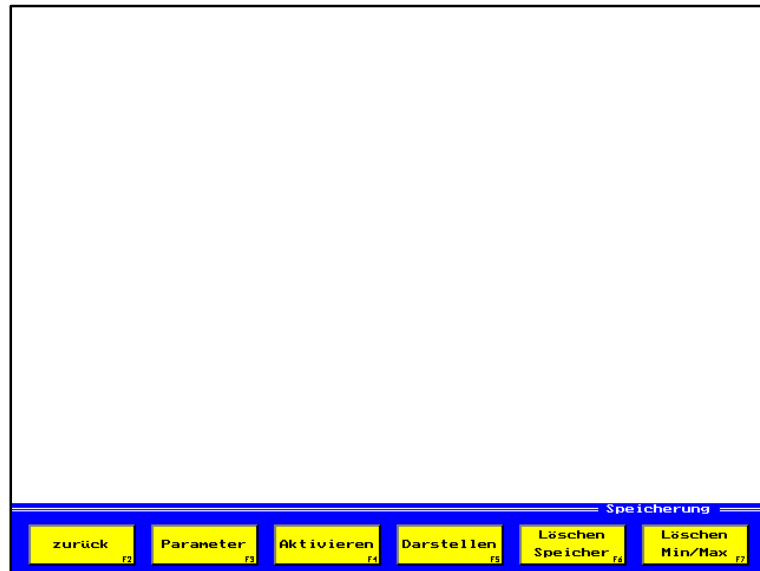 Speicherung
zurück F2
Parameter F3
Aktivieren F4
Darstellen F5
Löschen
Speicher F6
Löschen
Min/Max F7